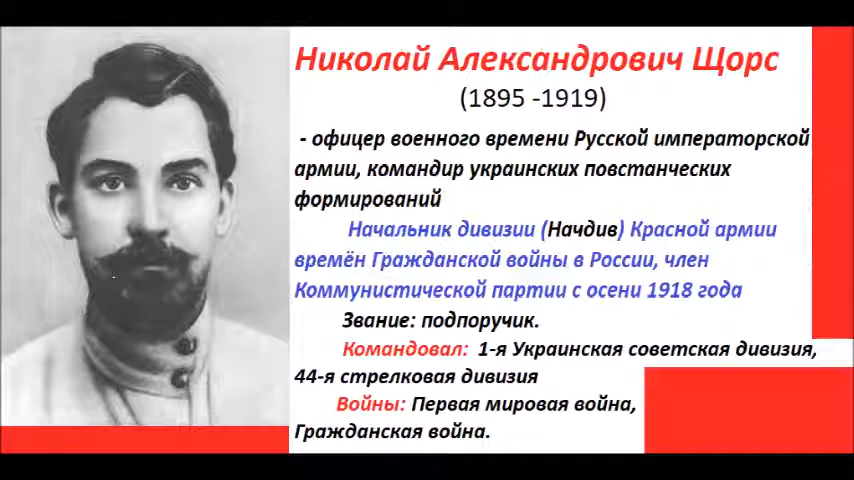 Николай Александрович Щорс
(1895 -1919)
- офицер военного времени Русской императорской
армии, командир украинских повстанческих
формирований
Начальник дивизии (Начдив) Красной армии
времён Гражданской войны в России, член
Коммунистической партии с осени 1918 года
Звание: подпоручик.
Командовал: 1-я Украинская советская дивизия,
44-я стрелковая дивизия
Войны: Первая мировая война,
Гражданская война.